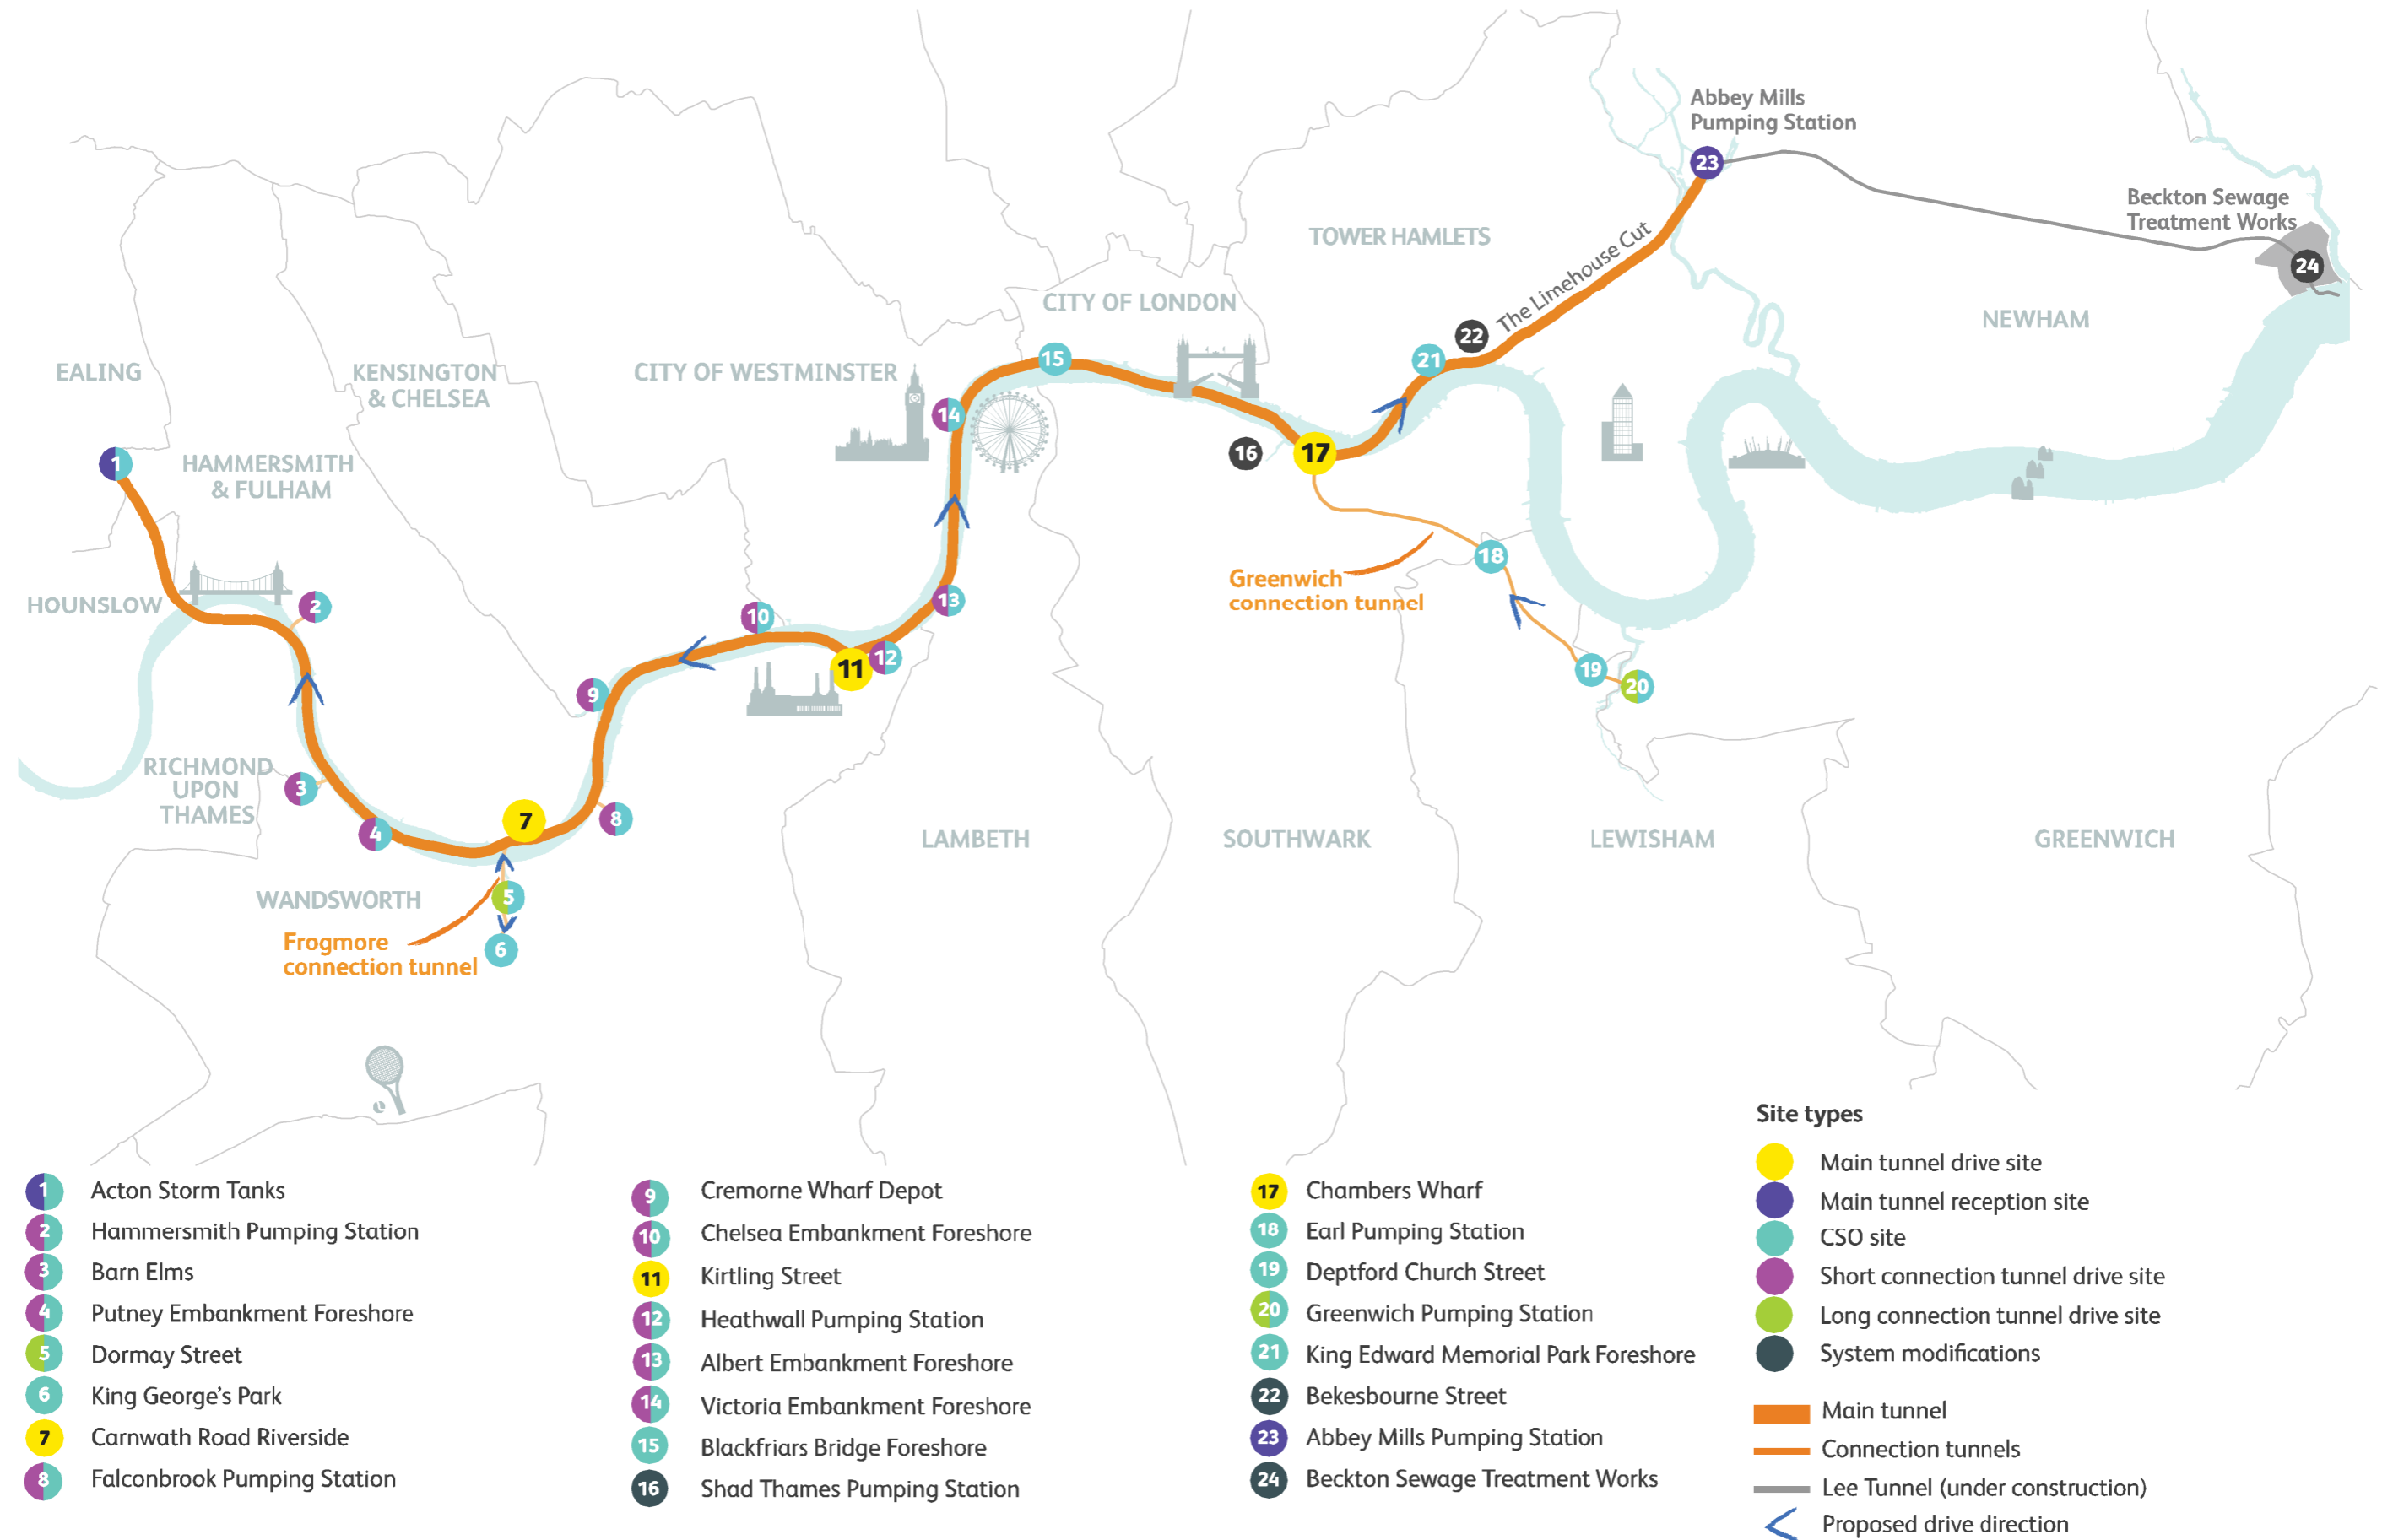 Abbey Mills
Pumping Station
23
Beckton Sewage
Treatment Works
24
TOWER HAMLETS
The Limehouse Cut
CITY OF LONDON
NEWHAM
22
21
15
EALING
KENSINGTON
& CHELSEA
CITY OF WESTMINSTER
14
16
17
1
HAMMERSMITH
& FULHAM
18
Greenwich
connection tunnel
HOUNSLOW
2
10
13
12
11
19
20
9
RICHMOND
UPON
THAMES
3
4
7
8
LAMBETH
SOUTHWARK
LEWISHAM
GREENWICH
WANDSWORTH
5
Frogmore
connection tunnel
6
1 Acton Storm Tanks
2 Hammersmith Pumping Station
3 Barn Elms
4 Putney Embankment Foreshore
5 Dormay Street
6 King George's Park
7 Carnwath Road Riverside
8 Falconbrook Pumping Station
9 Cremorne Wharf Depot
10 Chelsea Embankment Foreshore
11 Kirtling Street
12 Heathwall Pumping Station
13 Albert Embankment Foreshore
14 Victoria Embankment Foreshore
15 Blackfriars Bridge Foreshore
16 Shad Thames Pumping Station
17 Chambers Wharf
18 Earl Pumping Station
19 Deptford Church Street
20 Greenwich Pumping Station
21 King Edward Memorial Park Foreshore
22 Bekesbourne Street
23 Abbey Mills Pumping Station
24 Beckton Sewage Treatment Works
Site types
Main tunnel drive site
Main tunnel reception site
CSO site
Short connection tunnel drive site
Long connection tunnel drive site
System modifications
Main tunnel
Connection tunnels
Lee Tunnel (under construction)
Proposed drive direction